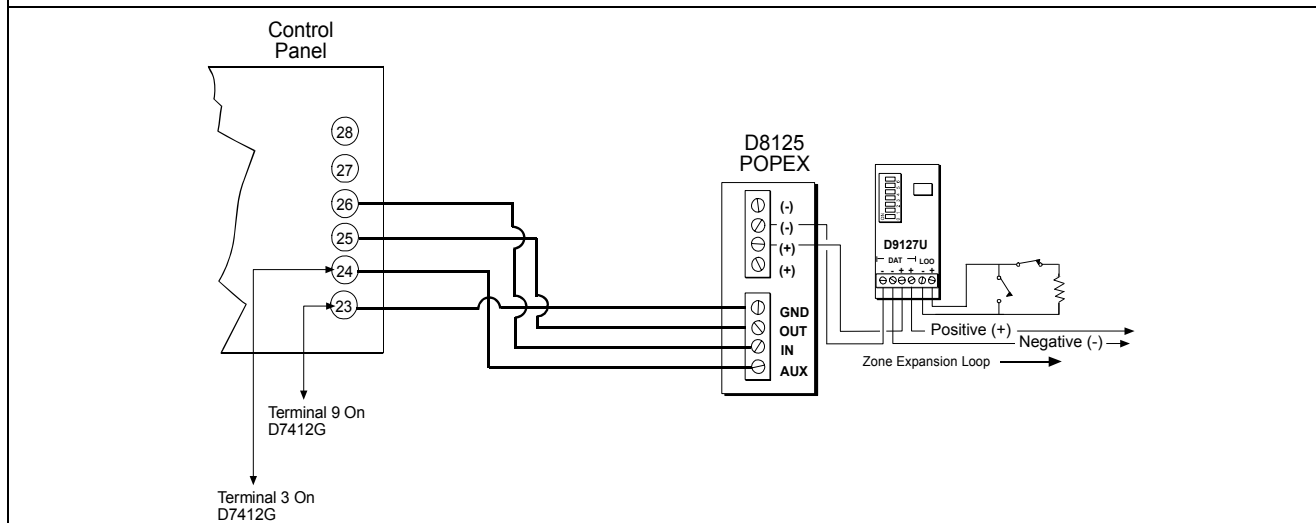 Control
Panel
28
27
26
25
24
23
D8125
POPEX
(-)
(-)
(+)
(+)
GND
OUT
IN
AUX
D9127U
DAT LOO
- - + + - +
Positive (+)
Negative (-)
Zone Expansion Loop
Terminal 9 On
D7412G
Terminal 3 On
D7412G